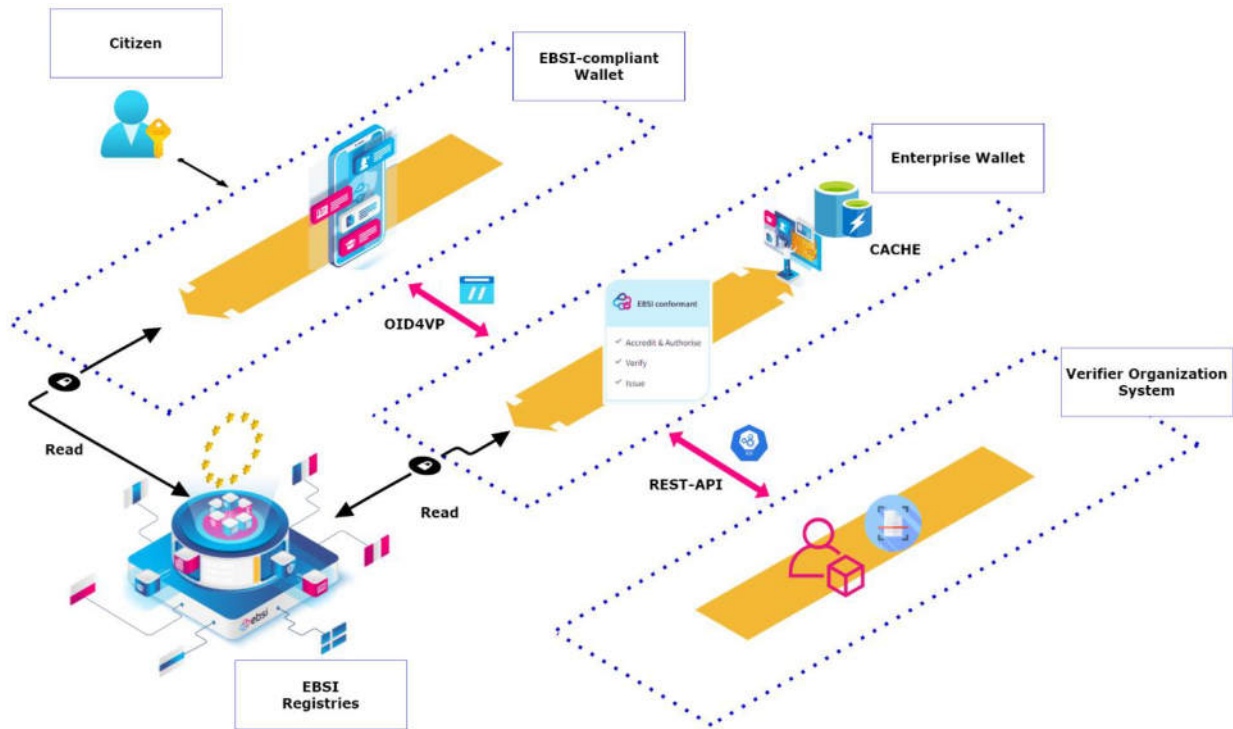 Citizen
EBSI-compliant
Wallet
Enterprise Wallet
CACHE
EBSI conformant
✓ Accredit & Authorise
✓ Verify
✓ Issue
OID4VP
Verifier Organization
System
Read
REST-API
Read
ebsi
EBSI
Registries